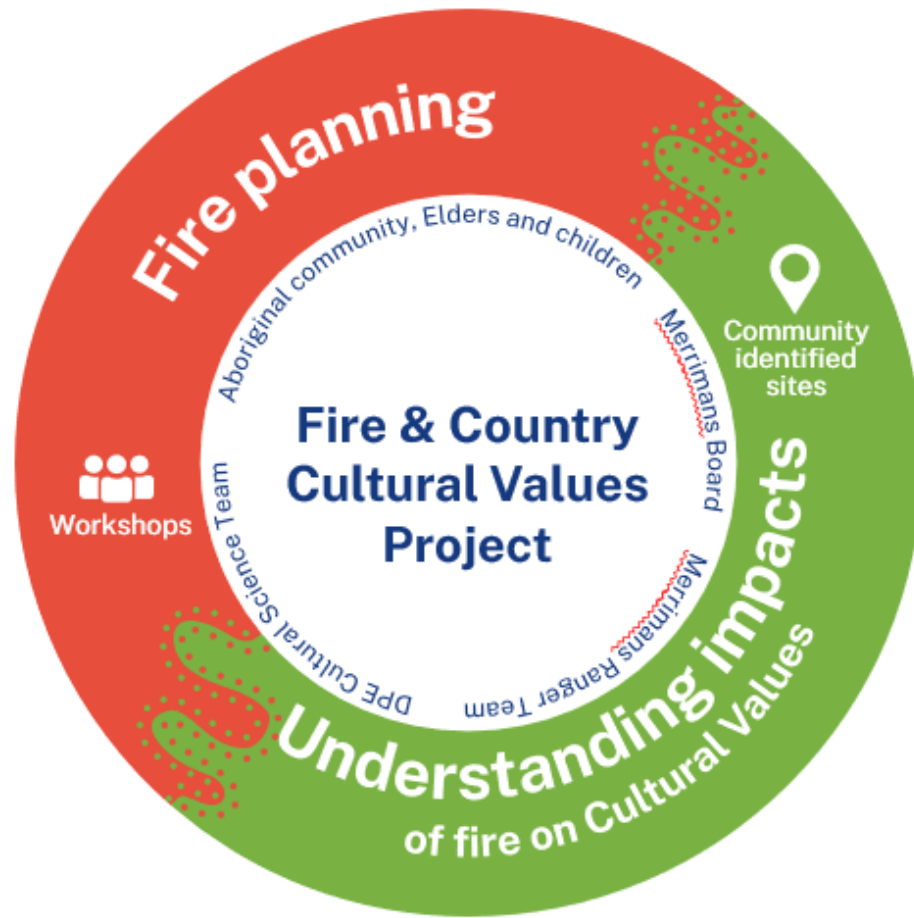 Fire planning
Aboriginal community, Elders and children
Merrimans Board
Community
identified
sites
Fire & Country
Cultural Values
Project
Workshops
DPE Cultural Science Team
Merrimans Ranger Team
Understanding impacts
of fire on Cultural Values